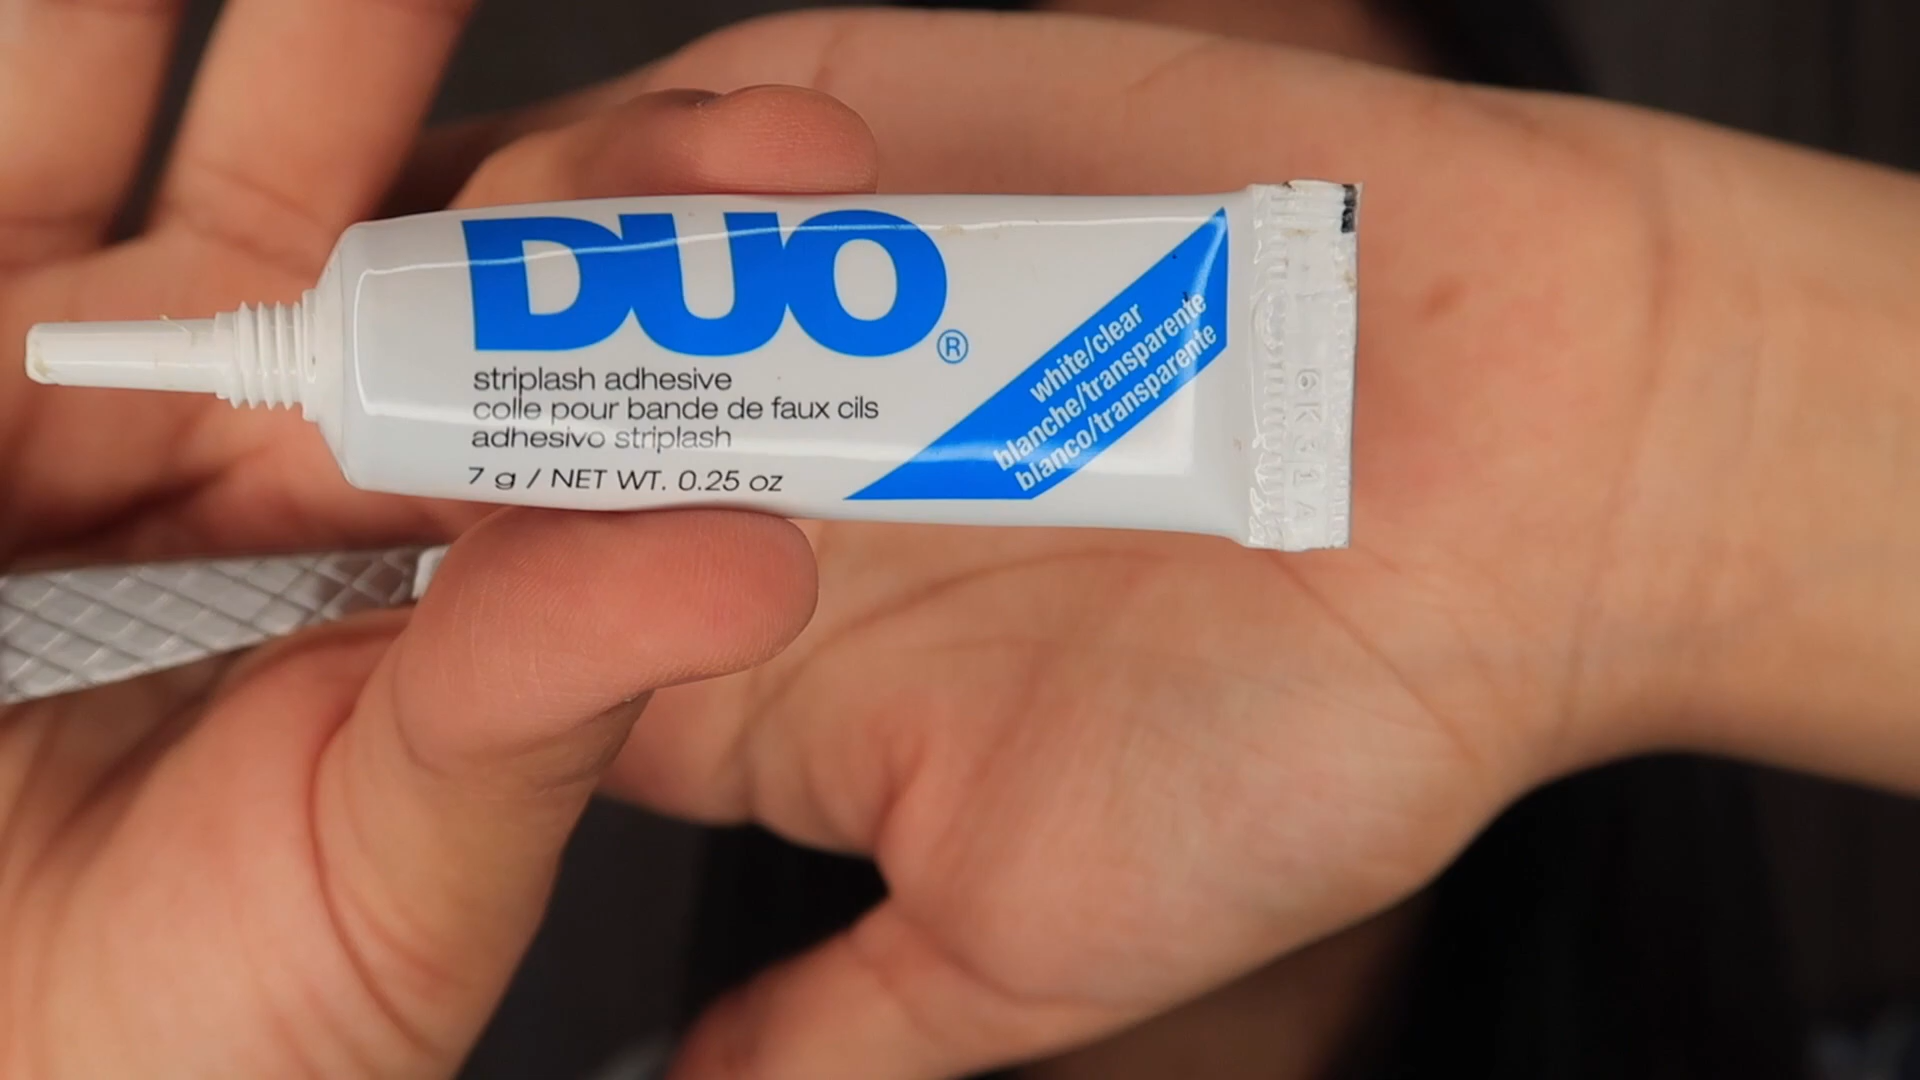 DUO®
striplash adhesive
colle pour bande de faux cils
adhesivo striplash
7 g / NET WT. 0.25 oz
white/clear
blanche/transparente
blanco/transparente